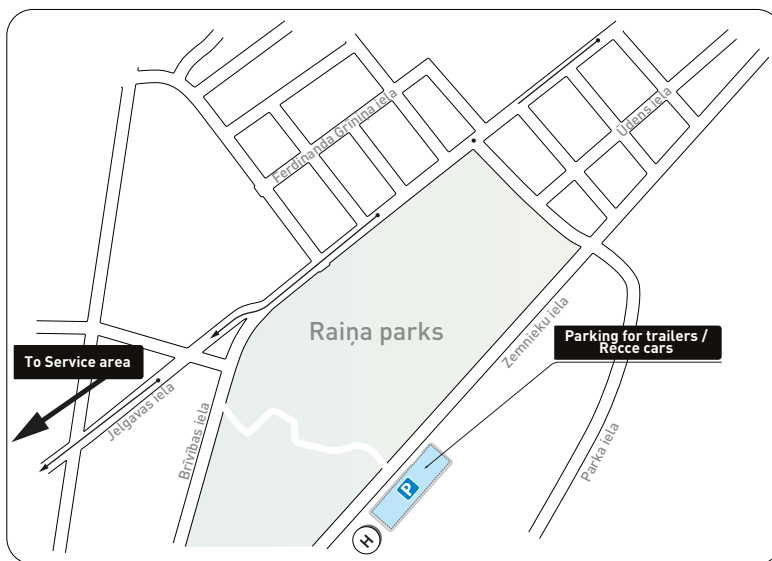 Ferdinanda Grīniņa iela
Ūdens iela
Raiņa parks
Zemnieku iela
Parking for trailers /
Recce cars
To Service area
Jelgavas iela
Brīvības iela
Parka iela
P
H